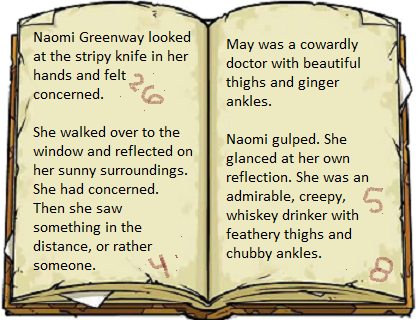 Naomi Greenway looked
at the stripy knife in her
hands and felt
concerned.
26
She walked over to the
window and reflected on
her sunny surroundings.
She had concerned.
Then she saw
something in the
distance, or rather
someone.
4
May was a cowardly
doctor with beautiful
thighs and ginger
ankles.
Naomi gulped. She
glanced at her own
reflection. She was an
admirable, creepy,
whiskey drinker with
feathery thighs and
chubby ankles.
5
8